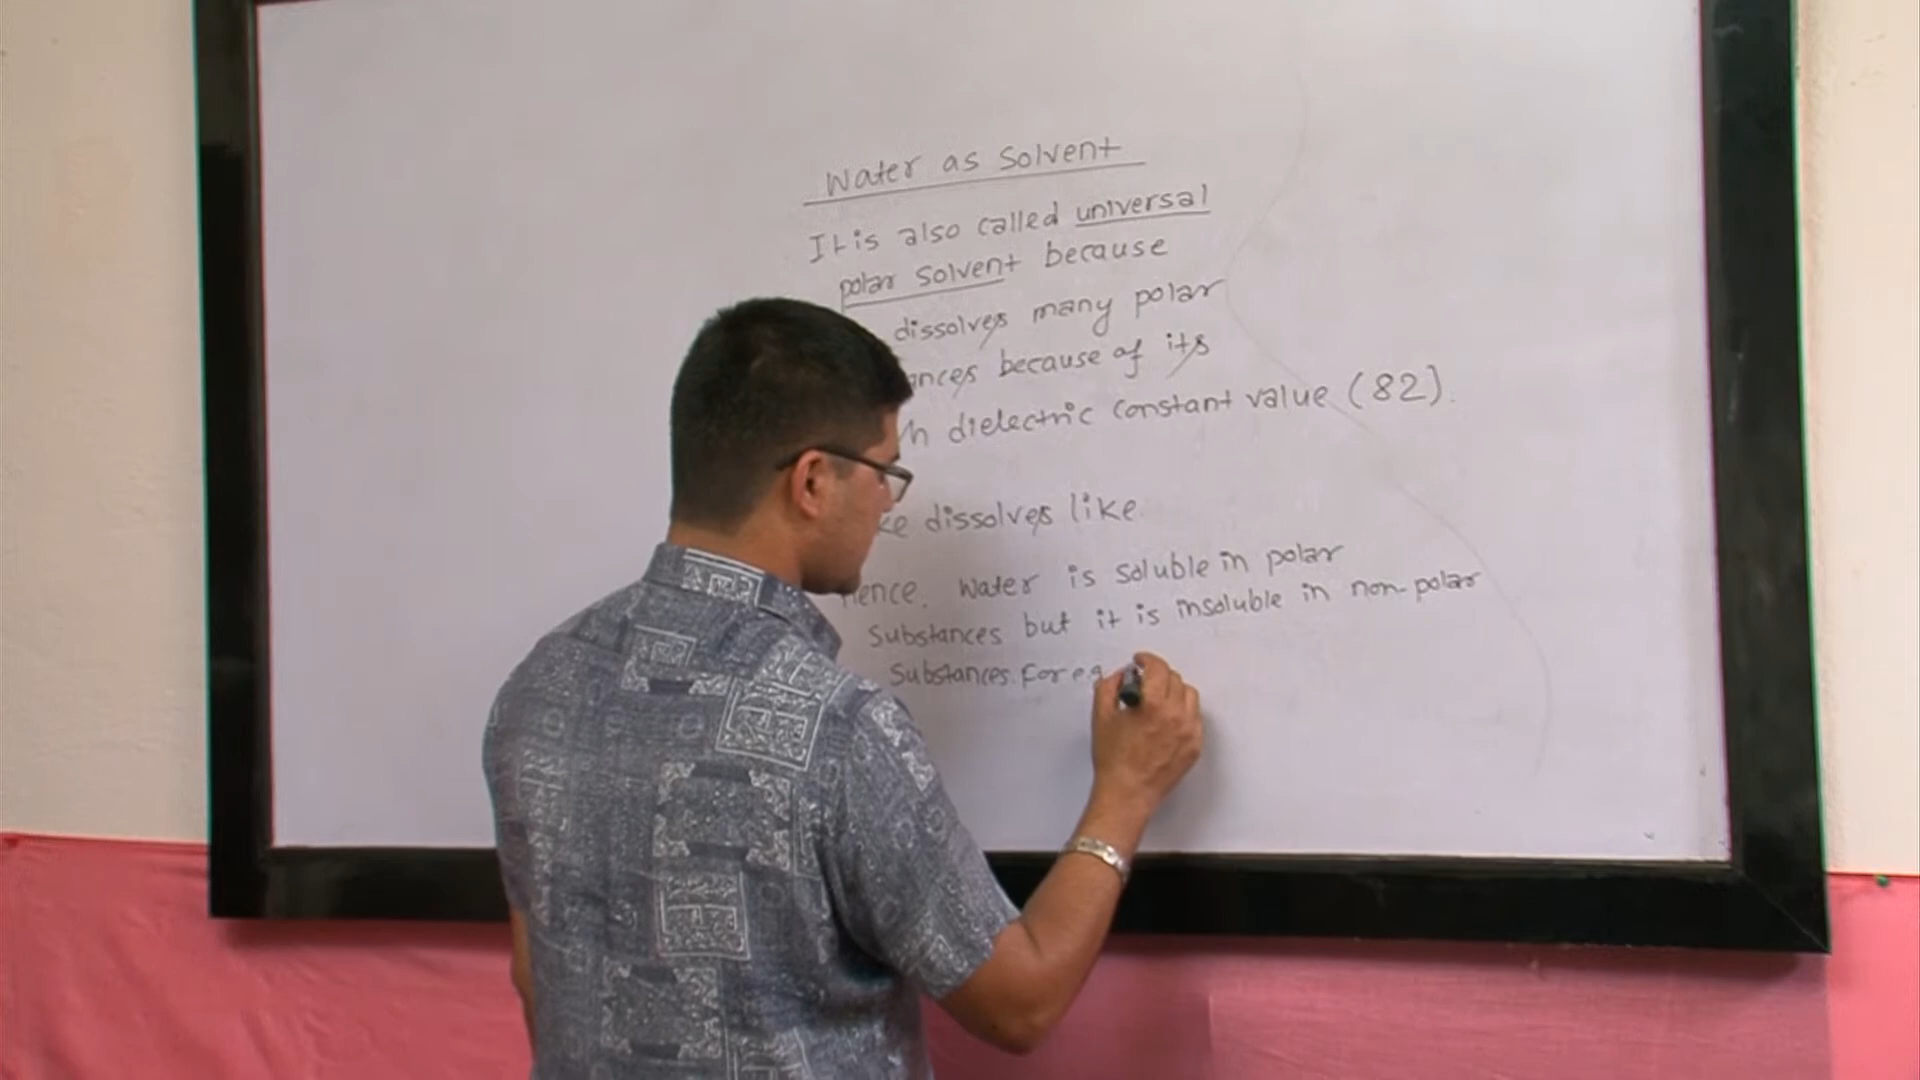 Water as solvent
It is also called universal
polar solvent because
dissolves many polar
because of its
dielectric constant value (82).
dissolves like
Water is soluble in polar
substances but it is insoluble in non-polar
substances. For e.g